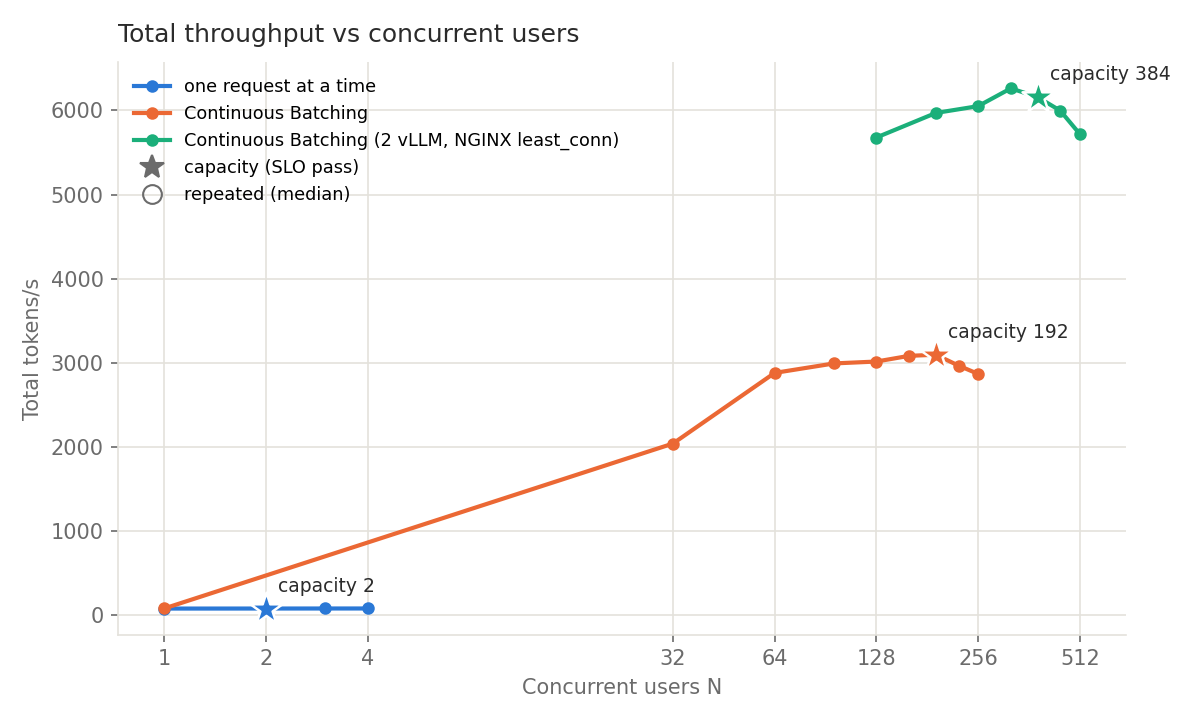 Total throughput vs concurrent users
one request at a time
Continuous Batching
Continuous Batching (2 vLLM, NGINX least_conn)
capacity (SLO pass)
repeated (median)
capacity 384
capacity 192
capacity 2
Total tokens/s
6000
5000
4000
3000
2000
1000
0
1 2 4 32 64 128 256 512
Concurrent users N